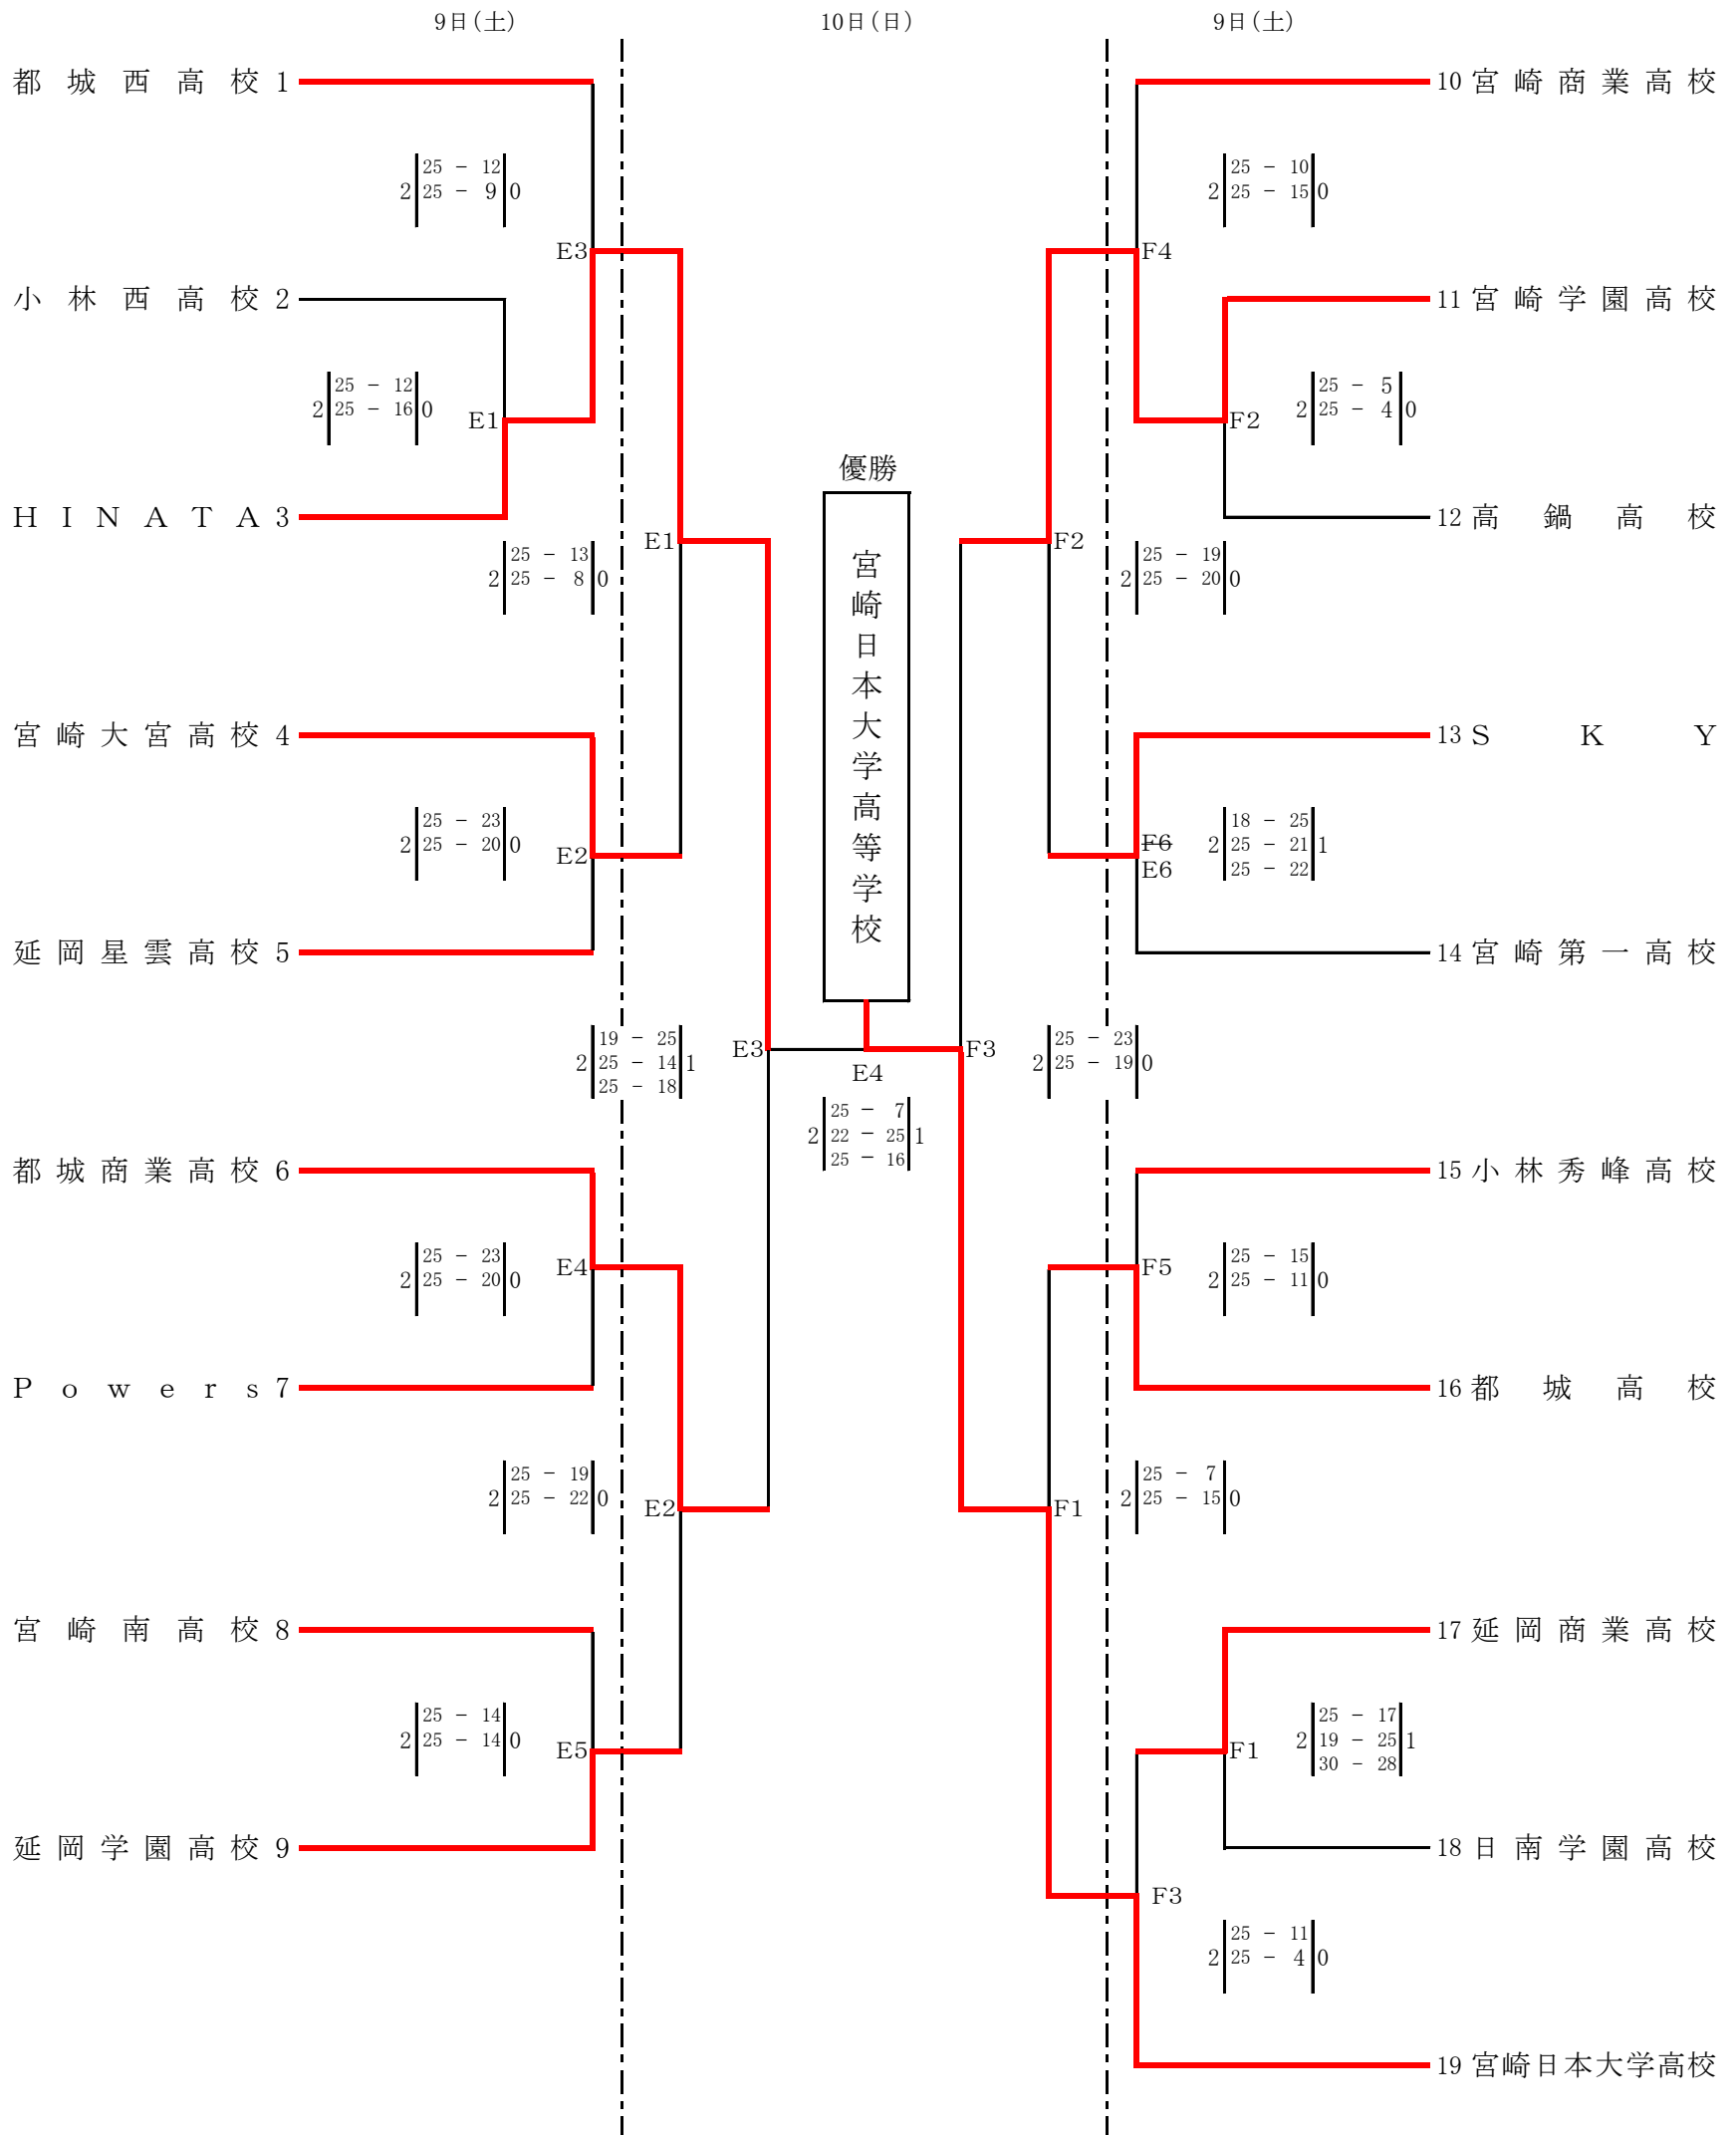 9日(土) 10日(日) 9日(土)
都城西高校 1
25 - 12
2 25 - 9 0
E3
小林西高校 2
25 - 12
2 25 - 16 0
E1
HINATA 3
E1
25 - 13
2 25 - 8 0
宮崎大宮高校 4
25 - 23
2 25 - 20 0
E2
延岡星雲高校 5
19 - 25
2 25 - 14 1
25 - 18
E3
都城商業高校 6
25 - 23
2 25 - 20 0
E4
Powers 7
25 - 19
2 25 - 22 0
E2
宮崎南高校 8
25 - 14
2 25 - 14 0
E5
延岡学園高校 9
優勝
宮崎日本大学高等学校
E4
25 - 7
2 22 - 25 1
25 - 16
10 宮崎商業高校
25 - 10
2 25 - 15 0
F4
11 宮崎学園高校
25 - 5
2 25 - 4 0
F2
12 高鍋高校
F2
25 - 19
2 25 - 20 0
13 SKY
18 - 25
2 25 - 21 1
25 - 22
F6
E6
14 宮崎第一高校
F3
25 - 23
2 25 - 19 0
15 小林秀峰高校
25 - 15
2 25 - 11 0
F5
16 都城高校
25 - 7
2 25 - 15 0
F1
17 延岡商業高校
25 - 17
2 19 - 25 1
30 - 28
F1
18 日南学園高校
F3
25 - 11
2 25 - 4 0
19 宮崎日本大学高校